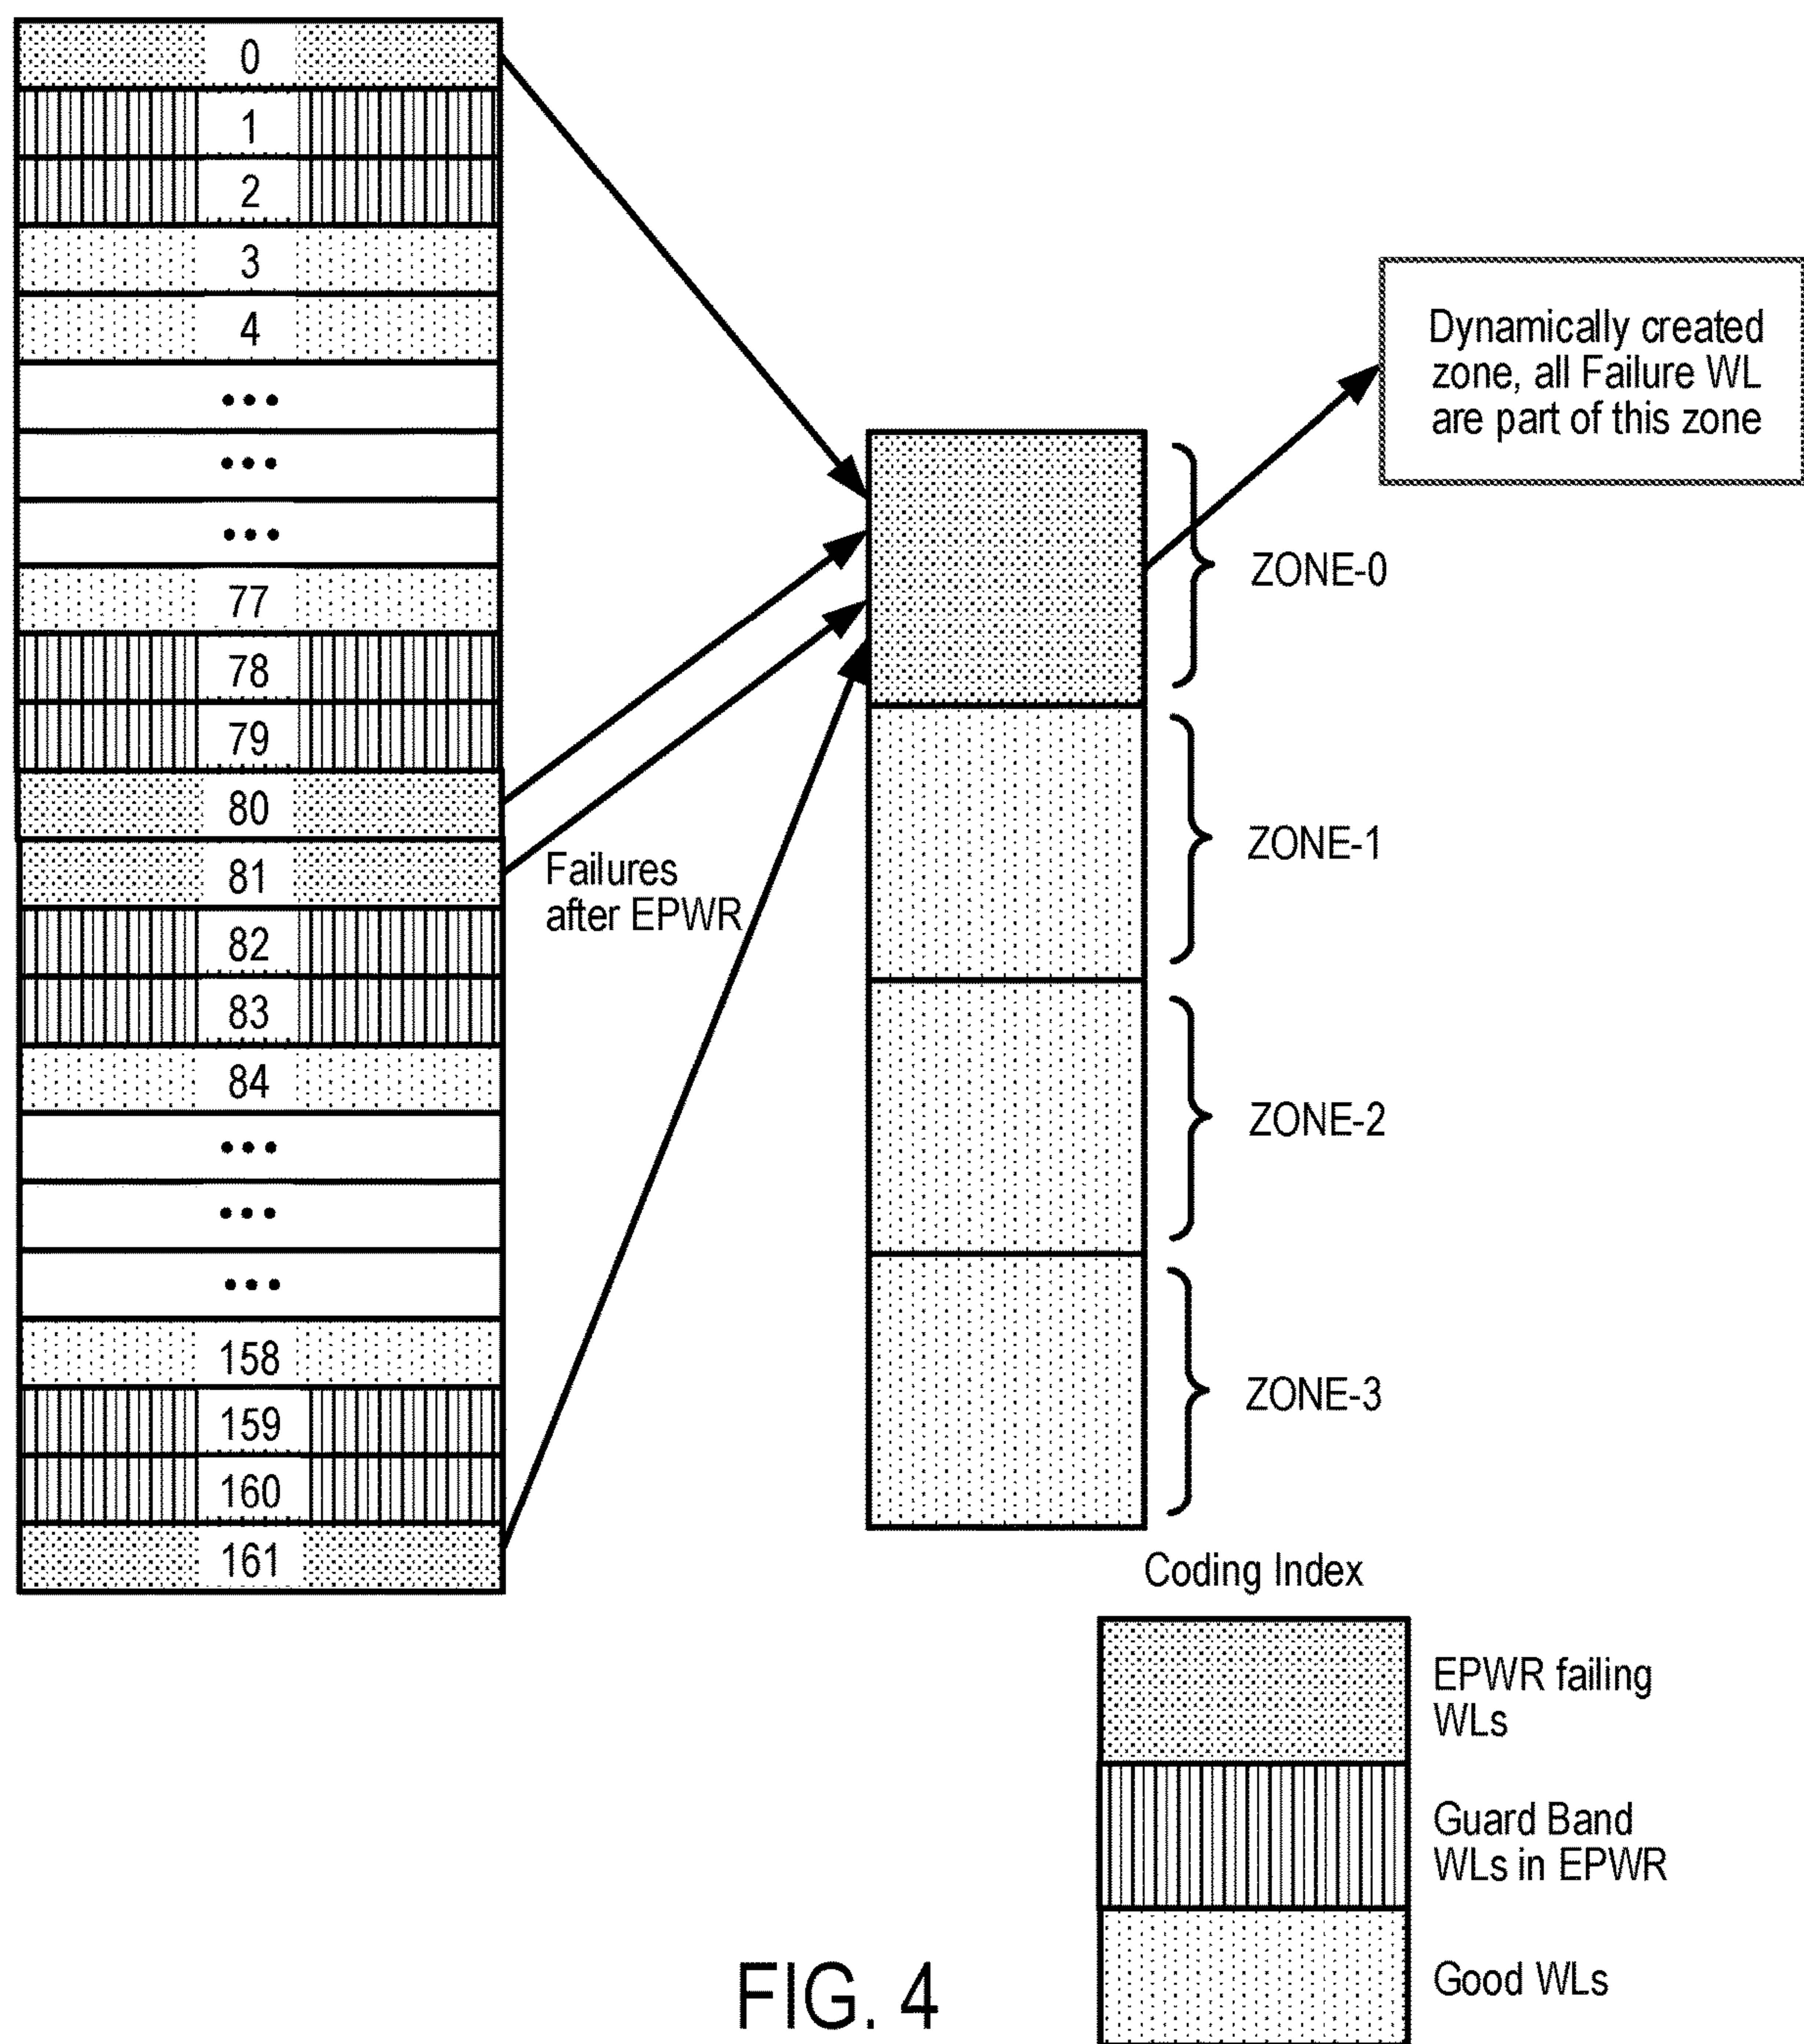 0
1
2
3
4
•••
•••
•••
77
78
79
80
81
82
83
84
•••
•••
•••
158
159
160
161
Failures
after EPWR
Dynamically created
zone, all Failure WL
are part of this zone
ZONE-0
ZONE-1
ZONE-2
ZONE-3
Coding Index
EPWR failing
WLs
Guard Band
WLs in EPWR
Good WLs
FIG. 4